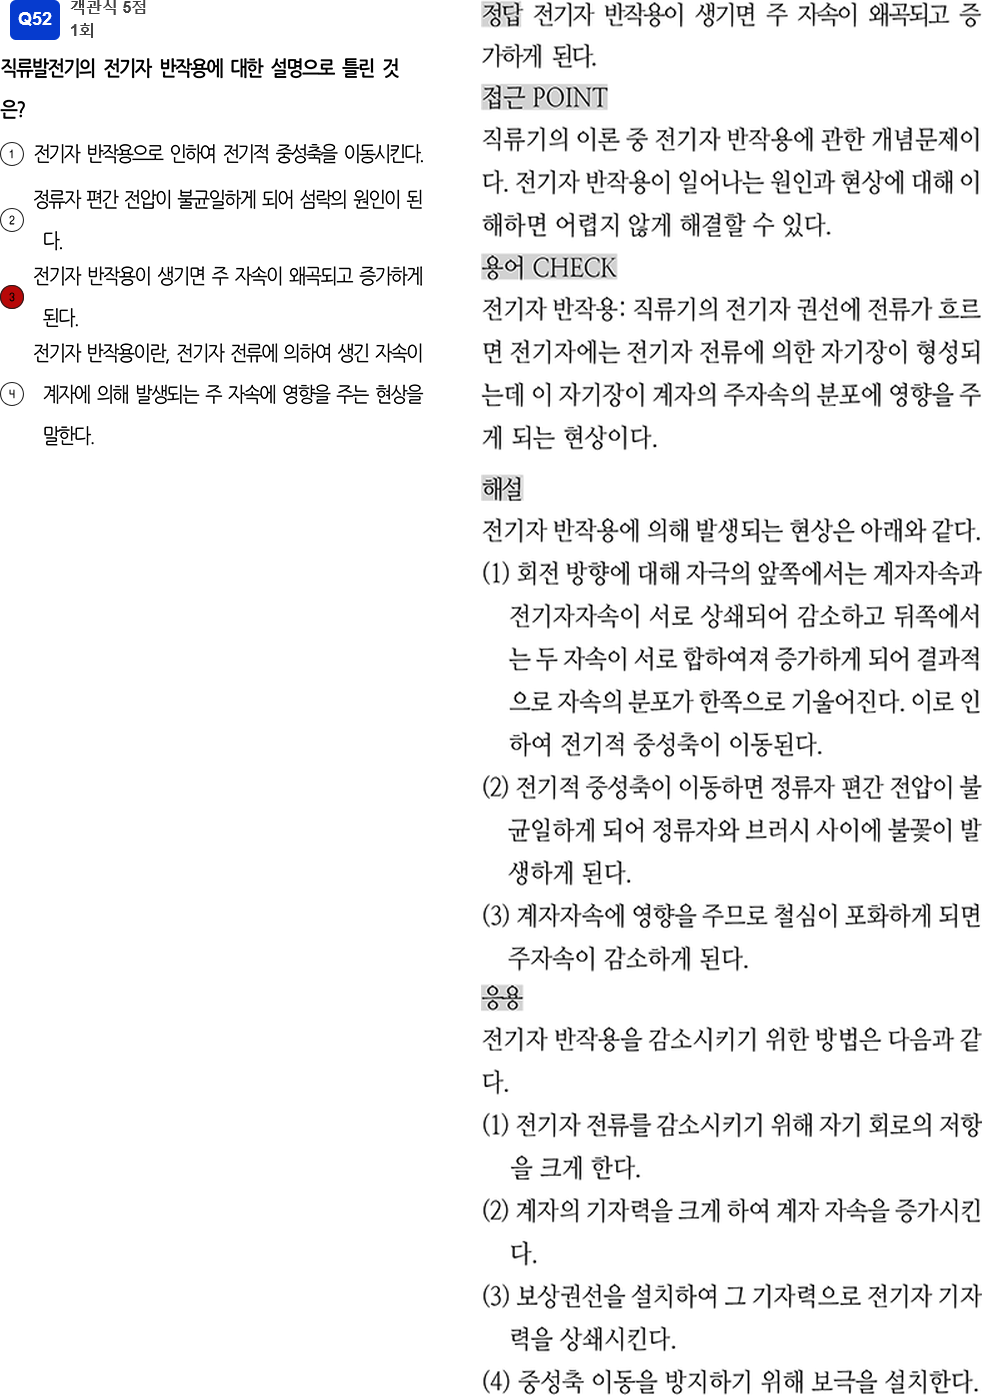 Q52
객관식 5점
1회
직류발전기의 전기자 반작용에 대한 설명으로 틀린 것
은?
1 전기자 반작용으로 인하여 전기적 중성축을 이동시킨다.
2 정류자 편간 전압이 불균일하게 되어 섬락의 원인이 된
다.
3 전기자 반작용이 생기면 주 자속이 왜곡되고 증가하게
된다.
4 전기자 반작용이란, 전기자 전류에 의하여 생긴 자속이
계자에 의해 발생되는 주 자속에 영향을 주는 현상을
말한다.
정답 전기자 반작용이 생기면 주 자속이 왜곡되고 증
가하게 된다.
접근 POINT
직류기의 이론 중 전기자 반작용에 관한 개념문제이
다. 전기자 반작용이 일어나는 원인과 현상에 대해 이
해하면 어렵지 않게 해결할 수 있다.
용어 CHECK
전기자 반작용: 직류기의 전기자 권선에 전류가 흐르
면 전기자에는 전기자 전류에 의한 자기장이 형성되
는데 이 자기장이 계자의 주자속의 분포에 영향을 주
게 되는 현상이다.
해설
전기자 반작용에 의해 발생되는 현상은 아래와 같다.
(1) 회전 방향에 대해 자극의 앞쪽에서는 계자자속과
전기자자속이 서로 상쇄되어 감소하고 뒤쪽에서
는 두 자속이 서로 합하여져 증가하게 되어 결과적
으로 자속의 분포가 한쪽으로 기울어진다. 이로 인
하여 전기적 중성축이 이동된다.
(2) 전기적 중성축이 이동하면 정류자 편간 전압이 불
균일하게 되어 정류자와 브러시 사이에 불꽃이 발
생하게 된다.
(3) 계자자속에 영향을 주므로 철심이 포화하게 되면
주자속이 감소하게 된다.
응용
전기자 반작용을 감소시키기 위한 방법은 다음과 같
다.
(1) 전기자 전류를 감소시키기 위해 자기 회로의 저항
을 크게 한다.
(2) 계자의 기자력을 크게 하여 계자 자속을 증가시킨
다.
(3) 보상권선을 설치하여 그 기자력으로 전기자 기자
력을 상쇄시킨다.
(4) 중성축 이동을 방지하기 위해 보극을 설치한다.